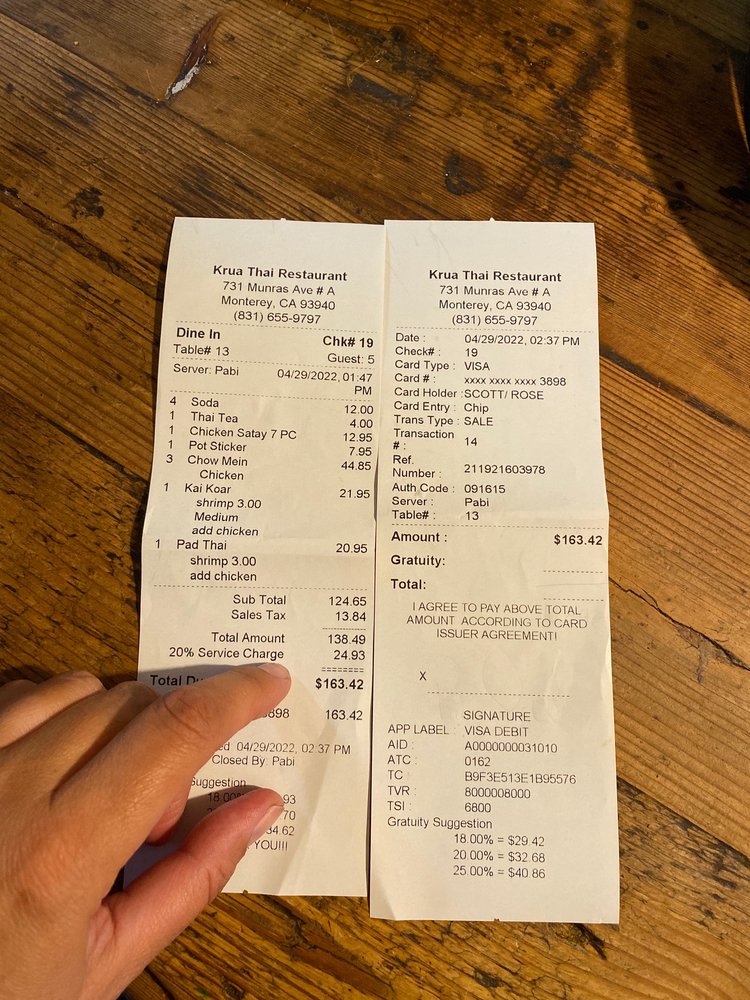 Krua Thai Restaurant
731 Munras Ave # A
Monterey, CA 93940
(831) 655-9797
Dine In Chk# 19
Table# 13 Guest: 5
Server: Pabi 04/29/2022, 01:47
PM
4 Soda 12.00
1 Thai Tea 4.00
1 Chicken Satay 7 PC 12.95
1 Pot Sticker 7.95
3 Chow Mein 44.85
Chicken
1 Kai Koar 21.95
shrimp 3.00
Medium
add chicken
1 Pad Thai 20.95
shrimp 3.00
add chicken
Sub Total 124.65
Sales Tax 13.84
Total Amount 138.49
20% Service Charge 24.93
========
Total $163.42
3898 163.42
04/29/2022, 02:37 PM
Closed By: Pabi
Suggestion
18.00%
YOU!!!
Krua Thai Restaurant
731 Munras Ave # A
Monterey, CA 93940
(831) 655-9797
Date : 04/29/2022, 02:37 PM
Check# : 19
Card Type : VISA
Card # : xxxx xxxx xxxx 3898
Card Holder :SCOTT/ ROSE
Card Entry : Chip
Trans Type : SALE
Transaction
# : 14
Ref.
Number : 211921603978
Auth Code : 091615
Server : Pabi
Table# : 13
Amount : $163.42
Gratuity:
Total:
I AGREE TO PAY ABOVE TOTAL
AMOUNT ACCORDING TO CARD
ISSUER AGREEMENT!
X
SIGNATURE
APP LABEL : VISA DEBIT
AID : A0000000031010
ATC : 0162
TC : B9F3E513E1B95576
TVR : 8000008000
TSI : 6800
Gratuity Suggestion
18.00% = $29.42
20.00% = $32.68
25.00% = $40.86